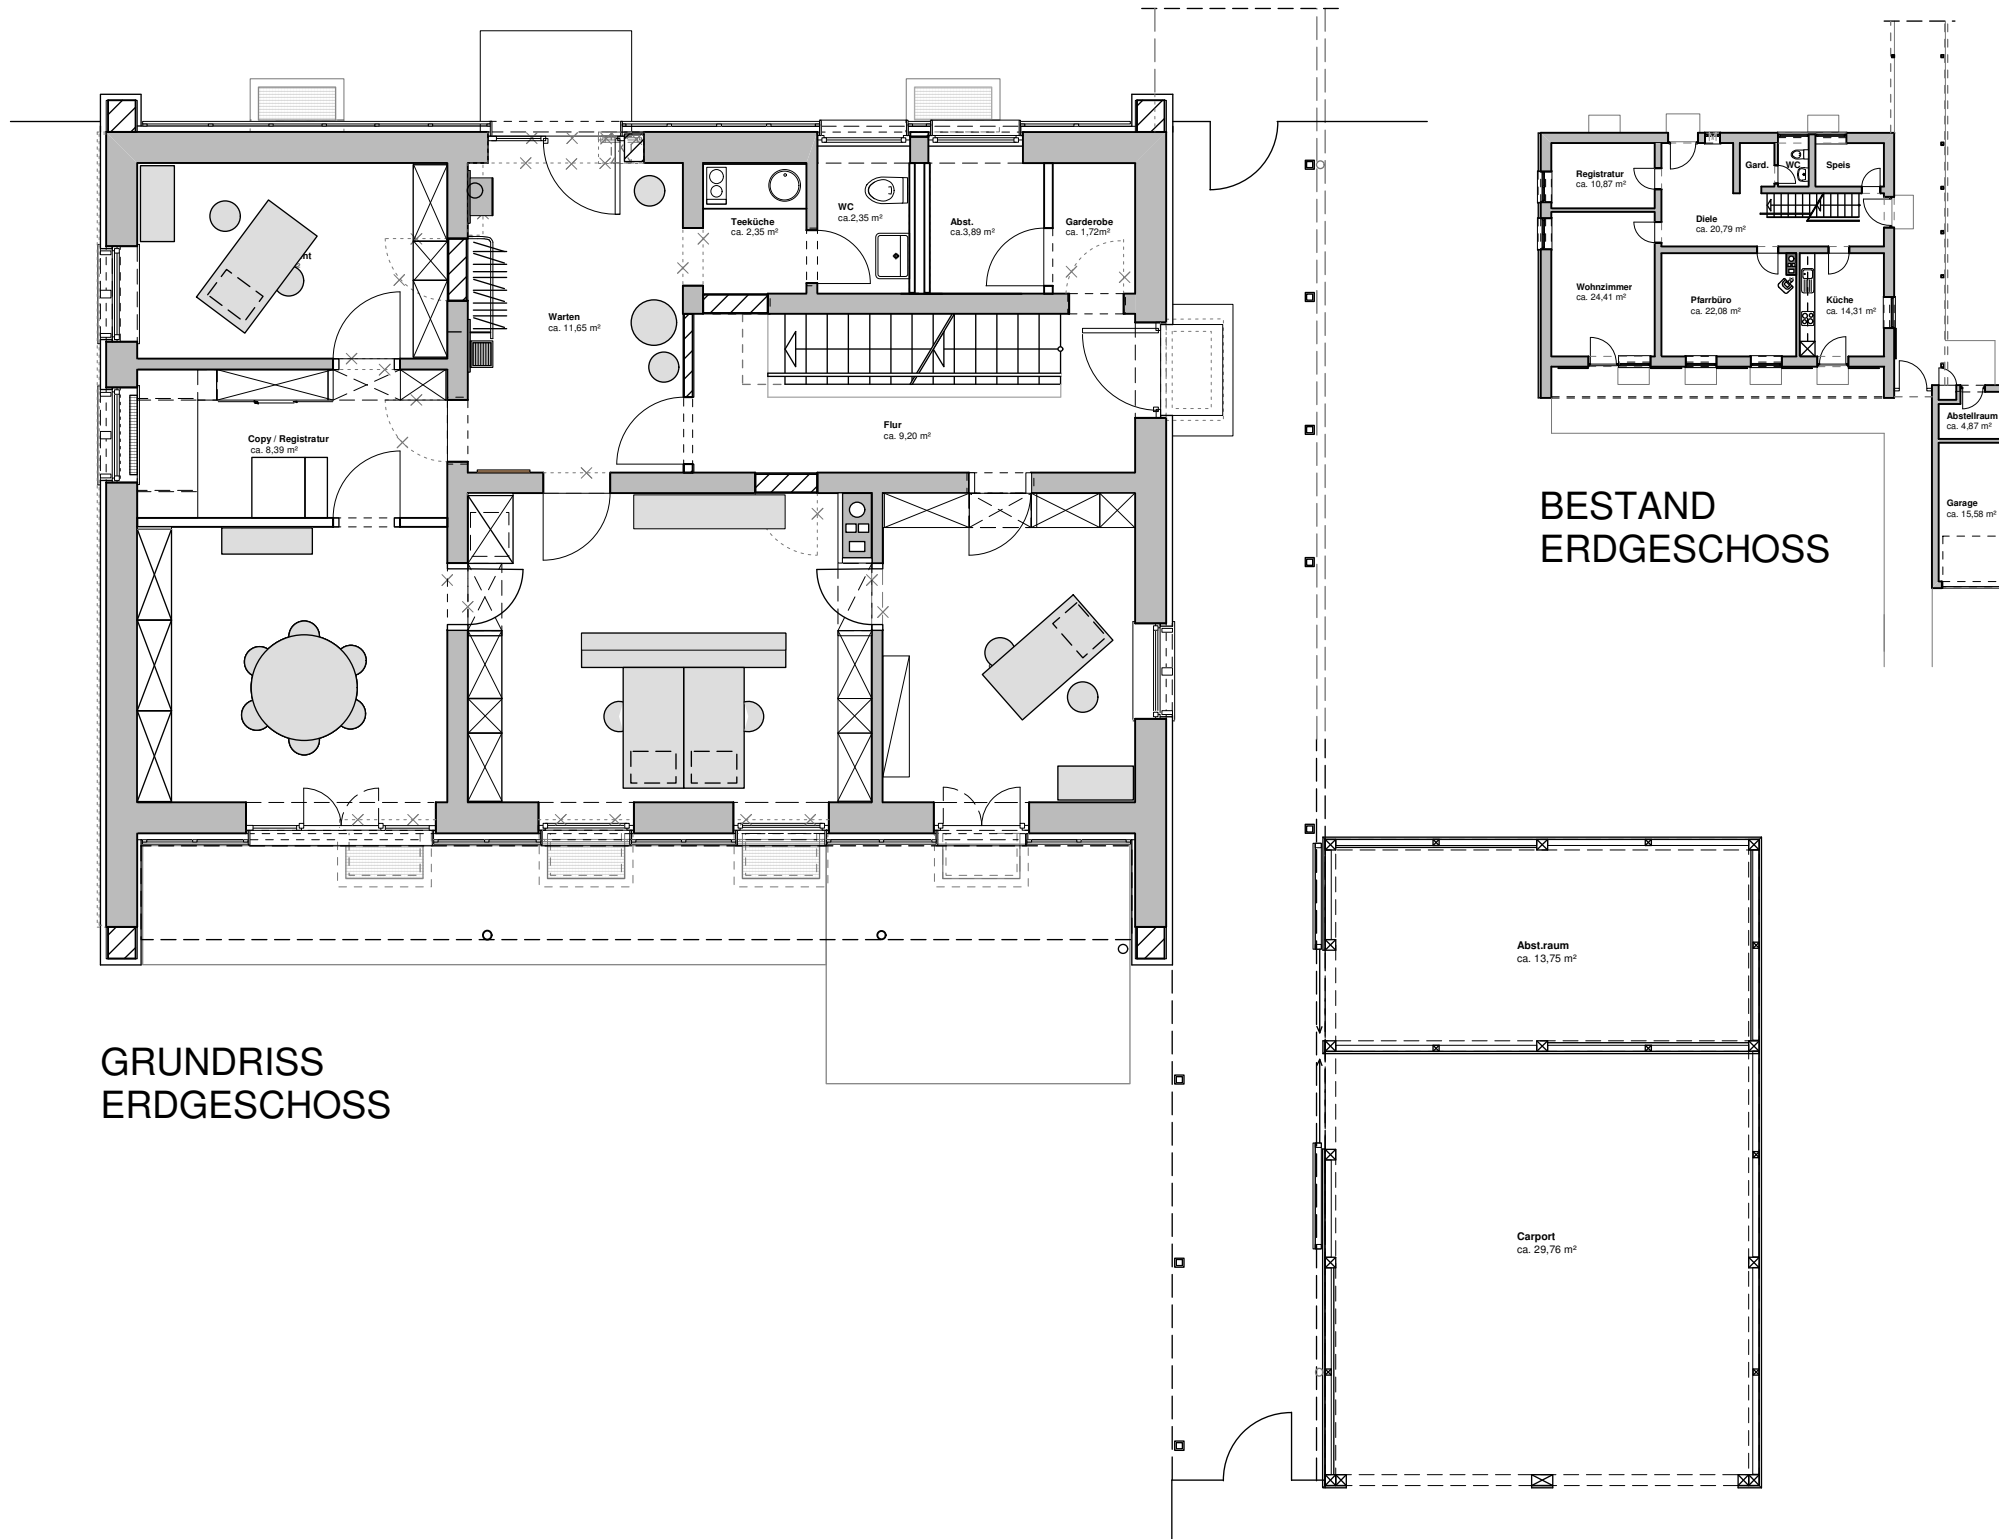 Teeküche
ca. 2,35 m²
WC
ca.2,35 m²
Abst.
ca.3,89 m²
Garderobe
ca. 1,72m²
Warten
ca. 11,65 m²
Flur
ca. 9,20 m²
Copy / Registratur
ca. 8,39 m²
GRUNDRISS
ERDGESCHOSS
Abst.raum
ca. 13,75 m²
Carport
ca. 29,76 m²
Registratur
ca. 10,87 m²
Gard.
WC
Speis
Diele
ca. 20,79 m²
Wohnzimmer
ca. 24,41 m²
Pfarrbüro
ca. 22,08 m²
Küche
ca. 14,31 m²
Abstellraum
ca. 4,87 m²
Garage
ca. 15,58 m²
BESTAND
ERDGESCHOSS